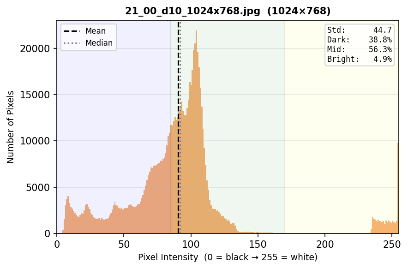 21_00_d10_1024x768.jpg  (1024×768)
Mean
Median
Std: 44.7
Dark: 38.8%
Mid: 56.3%
Bright: 4.9%
Number of Pixels
20000
15000
10000
5000
0
0 50 100 150 200 250
Pixel Intensity  (0 = black → 255 = white)